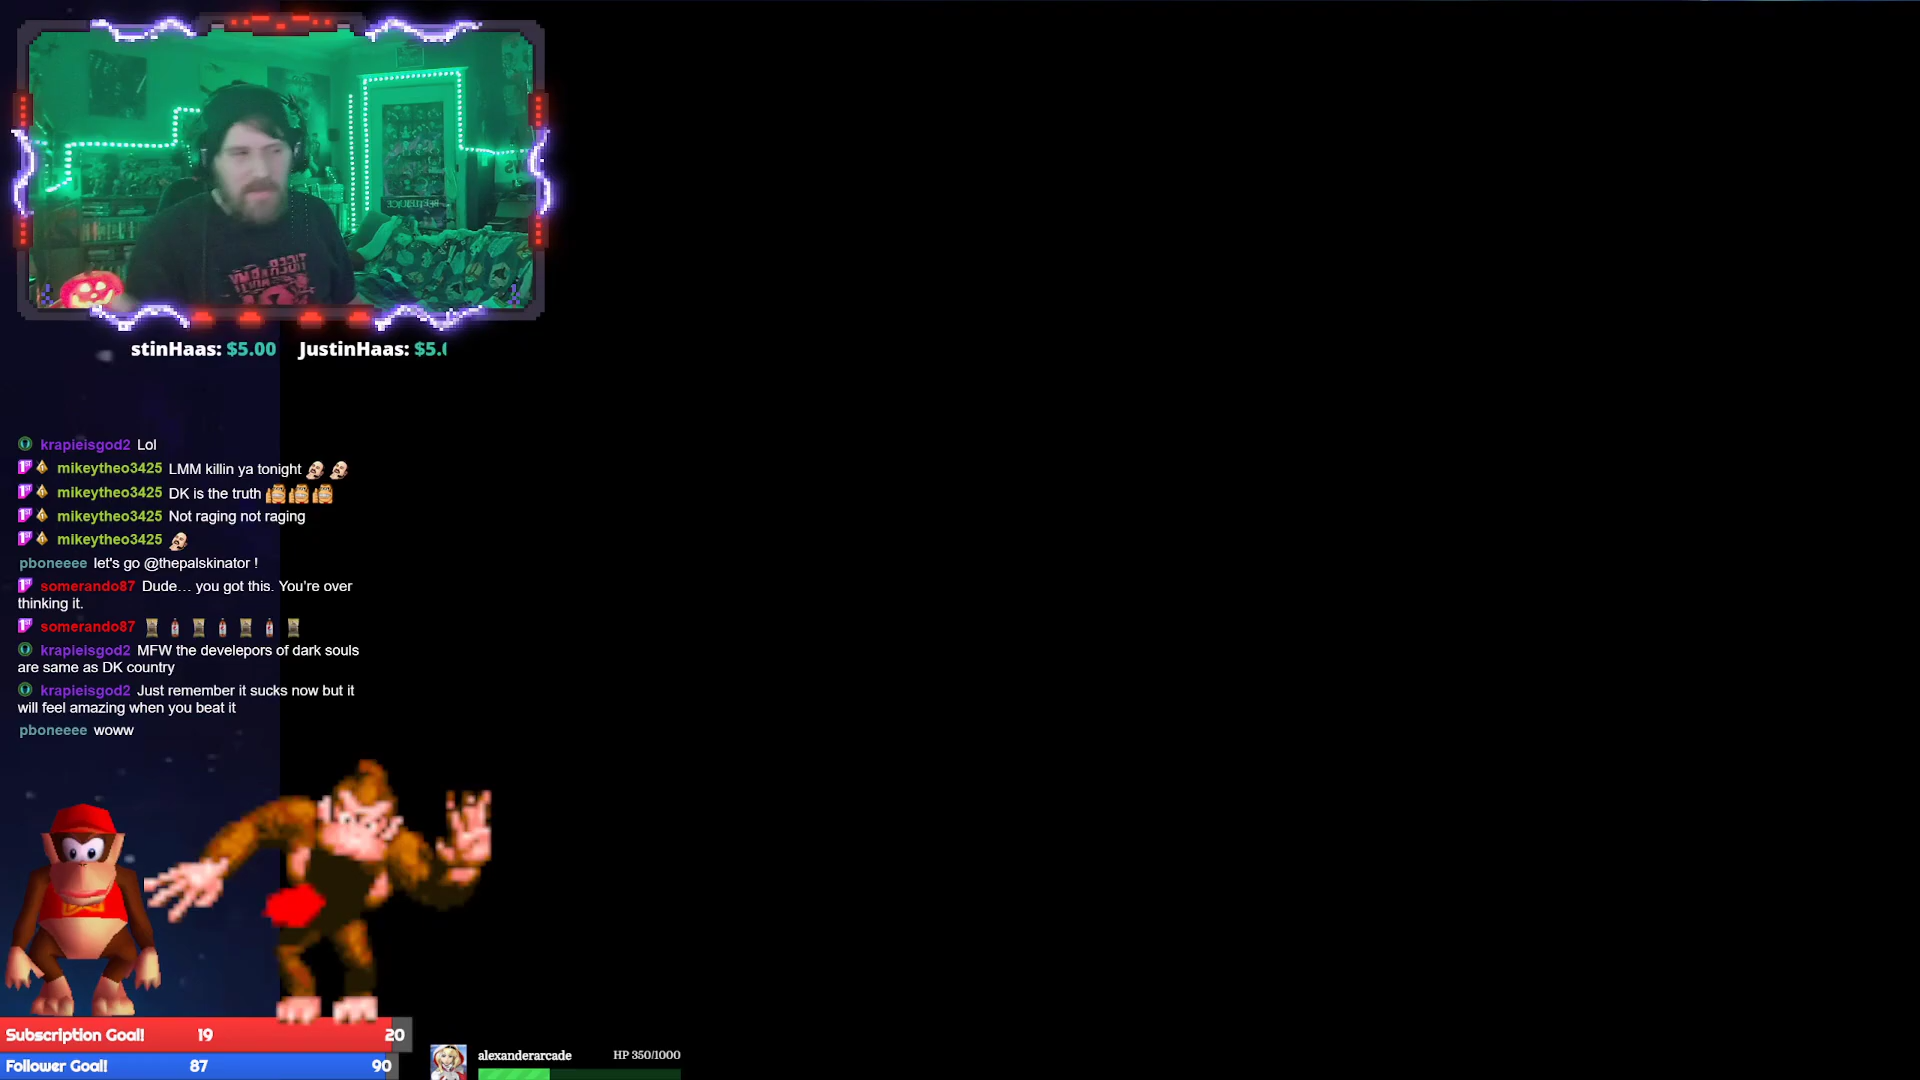 stinHaas: $5.00 JustinHaas: $5.0
krapieisgod2 Lol
mikeytheo3425 LMM killin ya tonight
mikeytheo3425 DK is the truth
mikeytheo3425 Not raging not raging
mikeytheo3425
pboneeee let's go @thepalskinator !
somerando87 Dude… you got this. You're over
thinking it.
somerando87
krapieisgod2 MFW the develepors of dark souls
are same as DK country
krapieisgod2 Just remember it sucks now but it
will feel amazing when you beat it
pboneeee woww
Subscription Goal! 19 20
Follower Goal! 87 90
alexanderarcade HP 350/1000